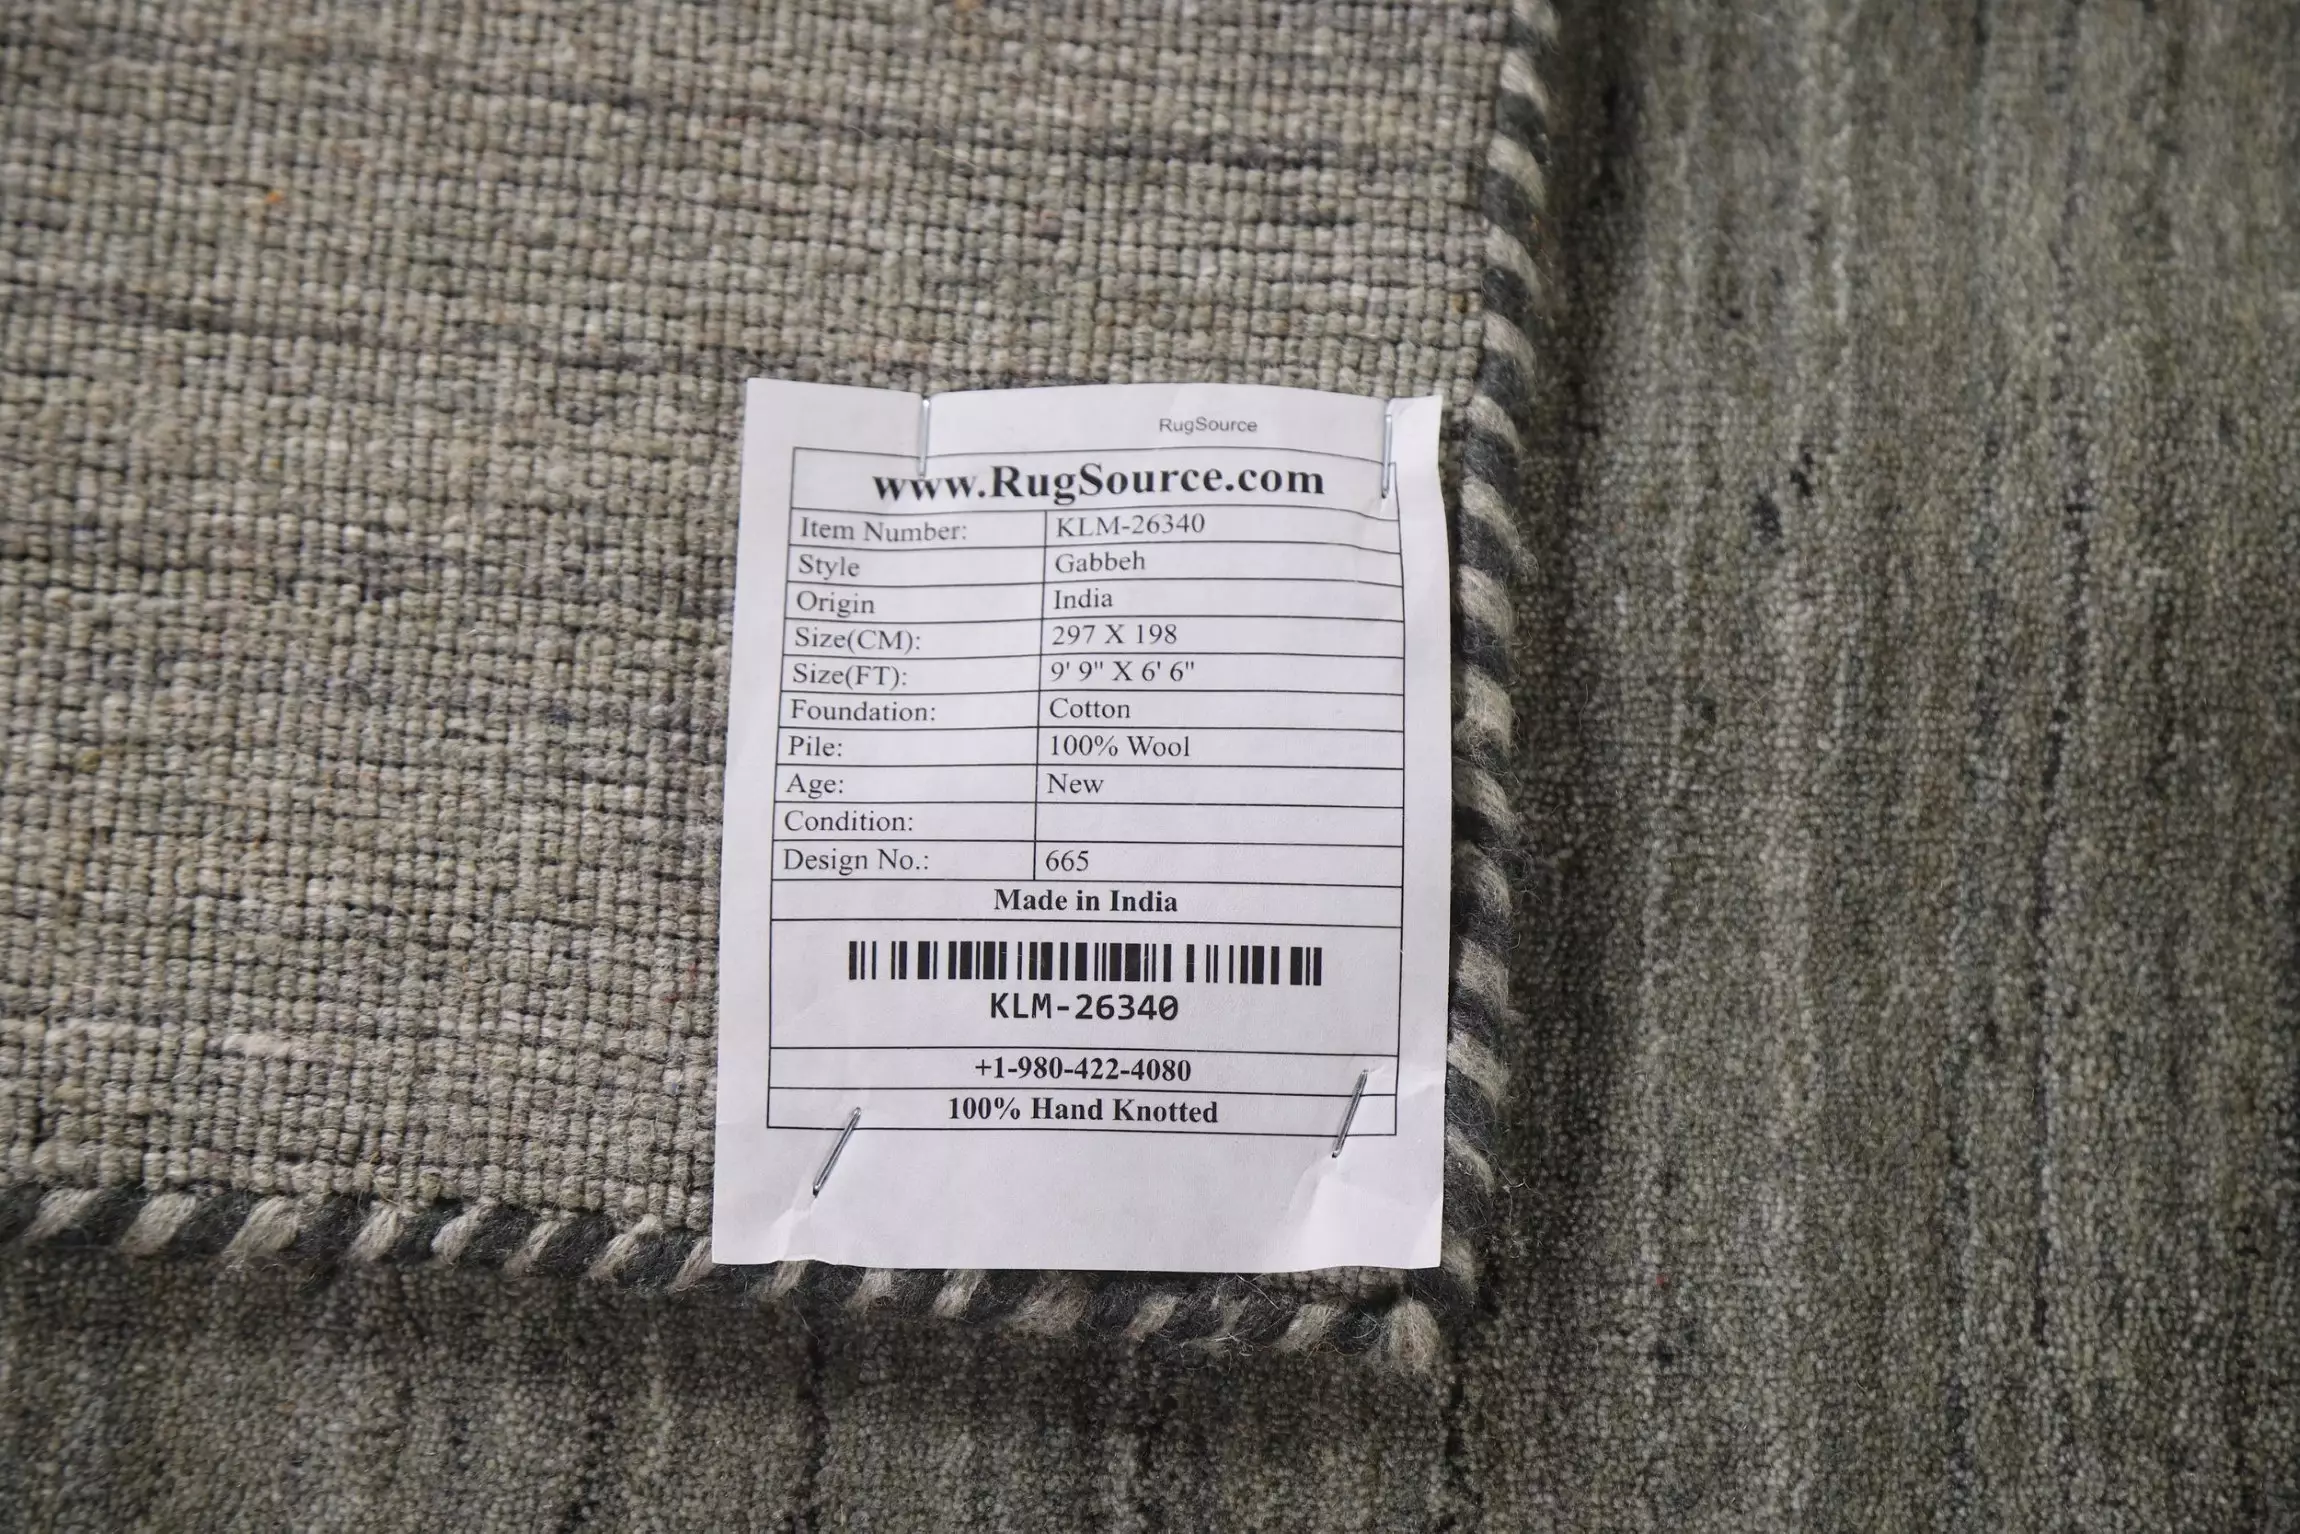 RugSource
www.RugSource.com
Item Number: KLM-26340
Style Gabbeh
Origin India
Size(CM): 297 X 198
Size(FT): 9' 9" X 6' 6"
Foundation: Cotton
Pile: 100% Wool
Age: New
Condition:
Design No.: 665
Made in India
KLM-26340
+1-980-422-4080
100% Hand Knotted